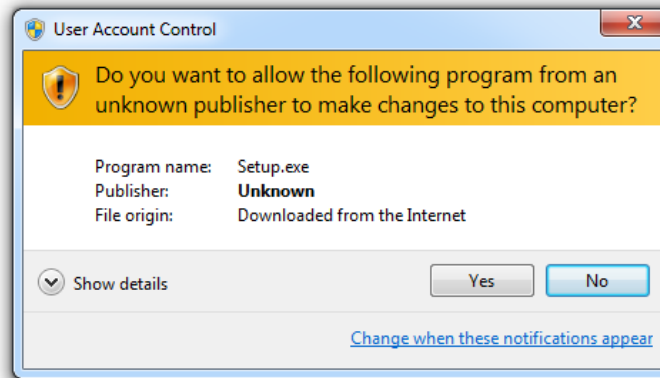 User Account Control
Do you want to allow the following program from an
unknown publisher to make changes to this computer?
Program name: Setup.exe
Publisher: Unknown
File origin: Downloaded from the Internet
Show details Yes No
Change when these notifications appear